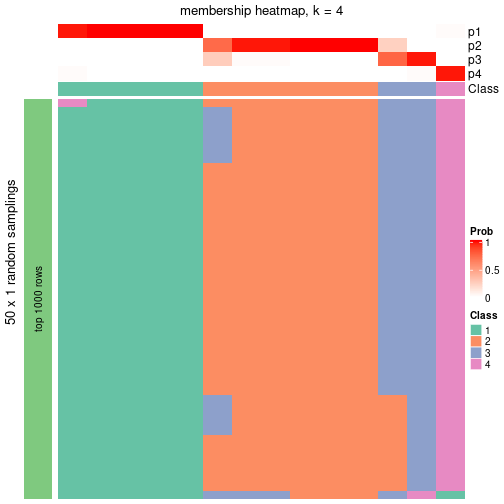 membership heatmap, k = 4
p1
p2
p3
p4
Class
50 x 1 random samplings
top 1000 rows
Prob
1
0.5
0
Class
1
2
3
4